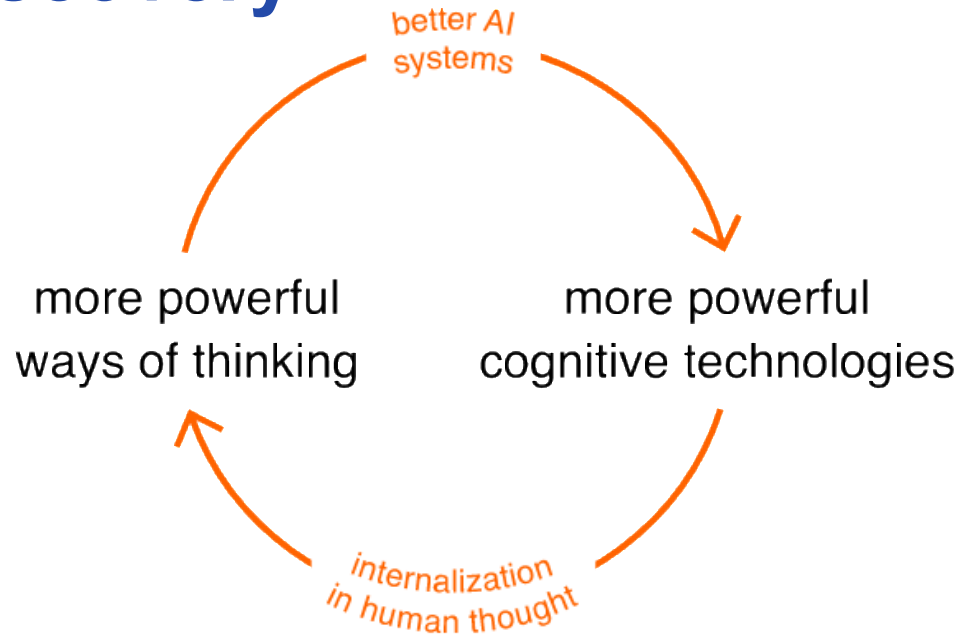 better AI
systems
more powerful
ways of thinking
more powerful
cognitive technologies
internalization
in human thought